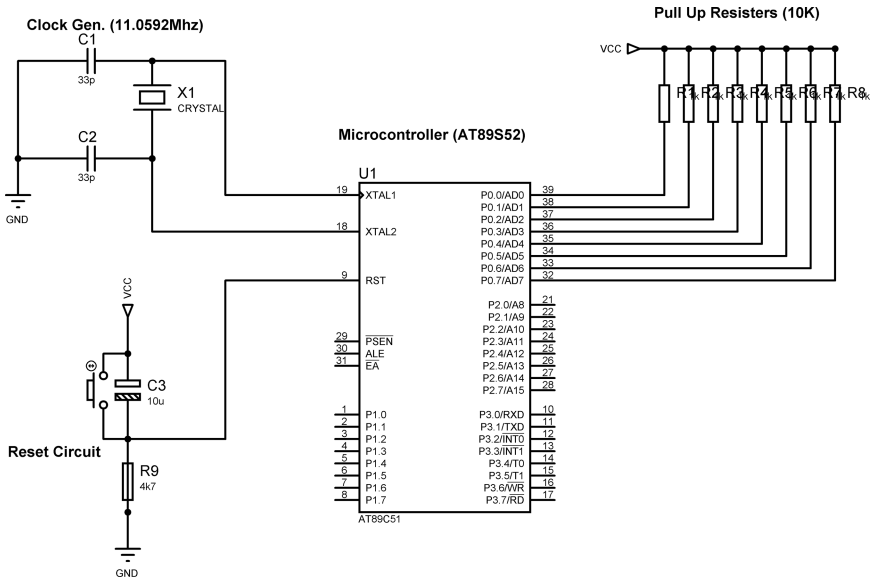 Pull Up Resisters (10K)
Clock Gen. (11.0592Mhz)
C1
33p
X1
CRYSTAL
C2
33p
GND
VCC
R1 R2 R3 R4 R5 R6 R7 R8
Microcontroller (AT89S52)
U1
19 XTAL1
18 XTAL2
9 RST
29 PSEN
30 ALE
31 EA
1 P1.0
2 P1.1
3 P1.2
4 P1.3
5 P1.4
6 P1.5
7 P1.6
8 P1.7
P0.0/AD0 39
P0.1/AD1 38
P0.2/AD2 37
P0.3/AD3 36
P0.4/AD4 35
P0.5/AD5 34
P0.6/AD6 33
P0.7/AD7 32
P2.0/A8 21
P2.1/A9 22
P2.2/A10 23
P2.3/A11 24
P2.4/A12 25
P2.5/A13 26
P2.6/A14 27
P2.7/A15 28
P3.0/RXD 10
P3.1/TXD 11
P3.2/INT0 12
P3.3/INT1 13
P3.4/T0 14
P3.5/T1 15
P3.6/WR 16
P3.7/RD 17
AT89C51
VCC
C3
10u
Reset Circuit
R9
4k7
GND